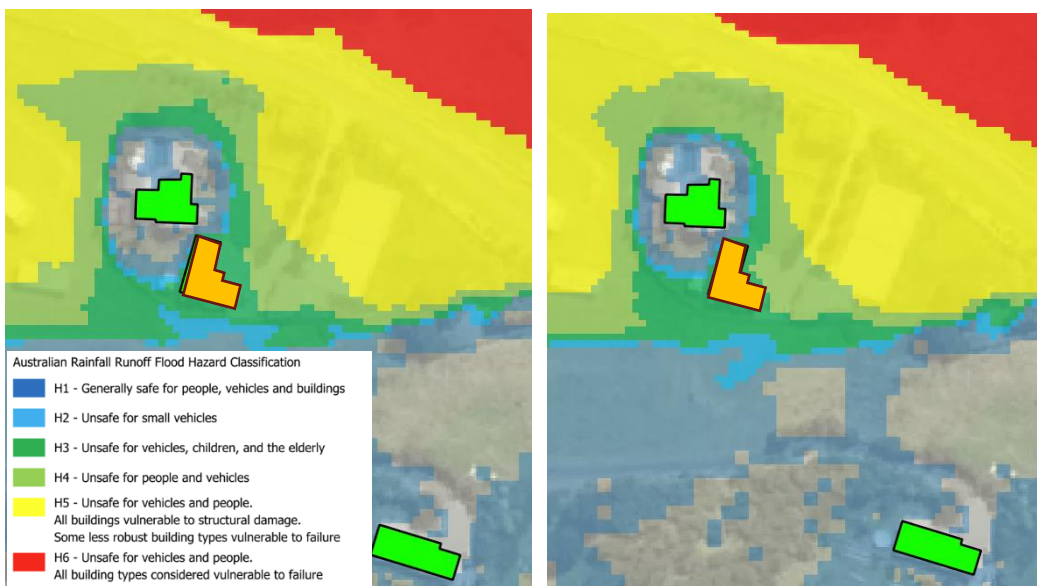 Australian Rainfall Runoff Flood Hazard Classification
H1 - Generally safe for people, vehicles and buildings
H2 - Unsafe for small vehicles
H3 - Unsafe for vehicles, children, and the elderly
H4 - Unsafe for people and vehicles
H5 - Unsafe for vehicles and people.
All buildings vulnerable to structural damage.
Some less robust building types vulnerable to failure
H6 - Unsafe for vehicles and people.
All building types considered vulnerable to failure